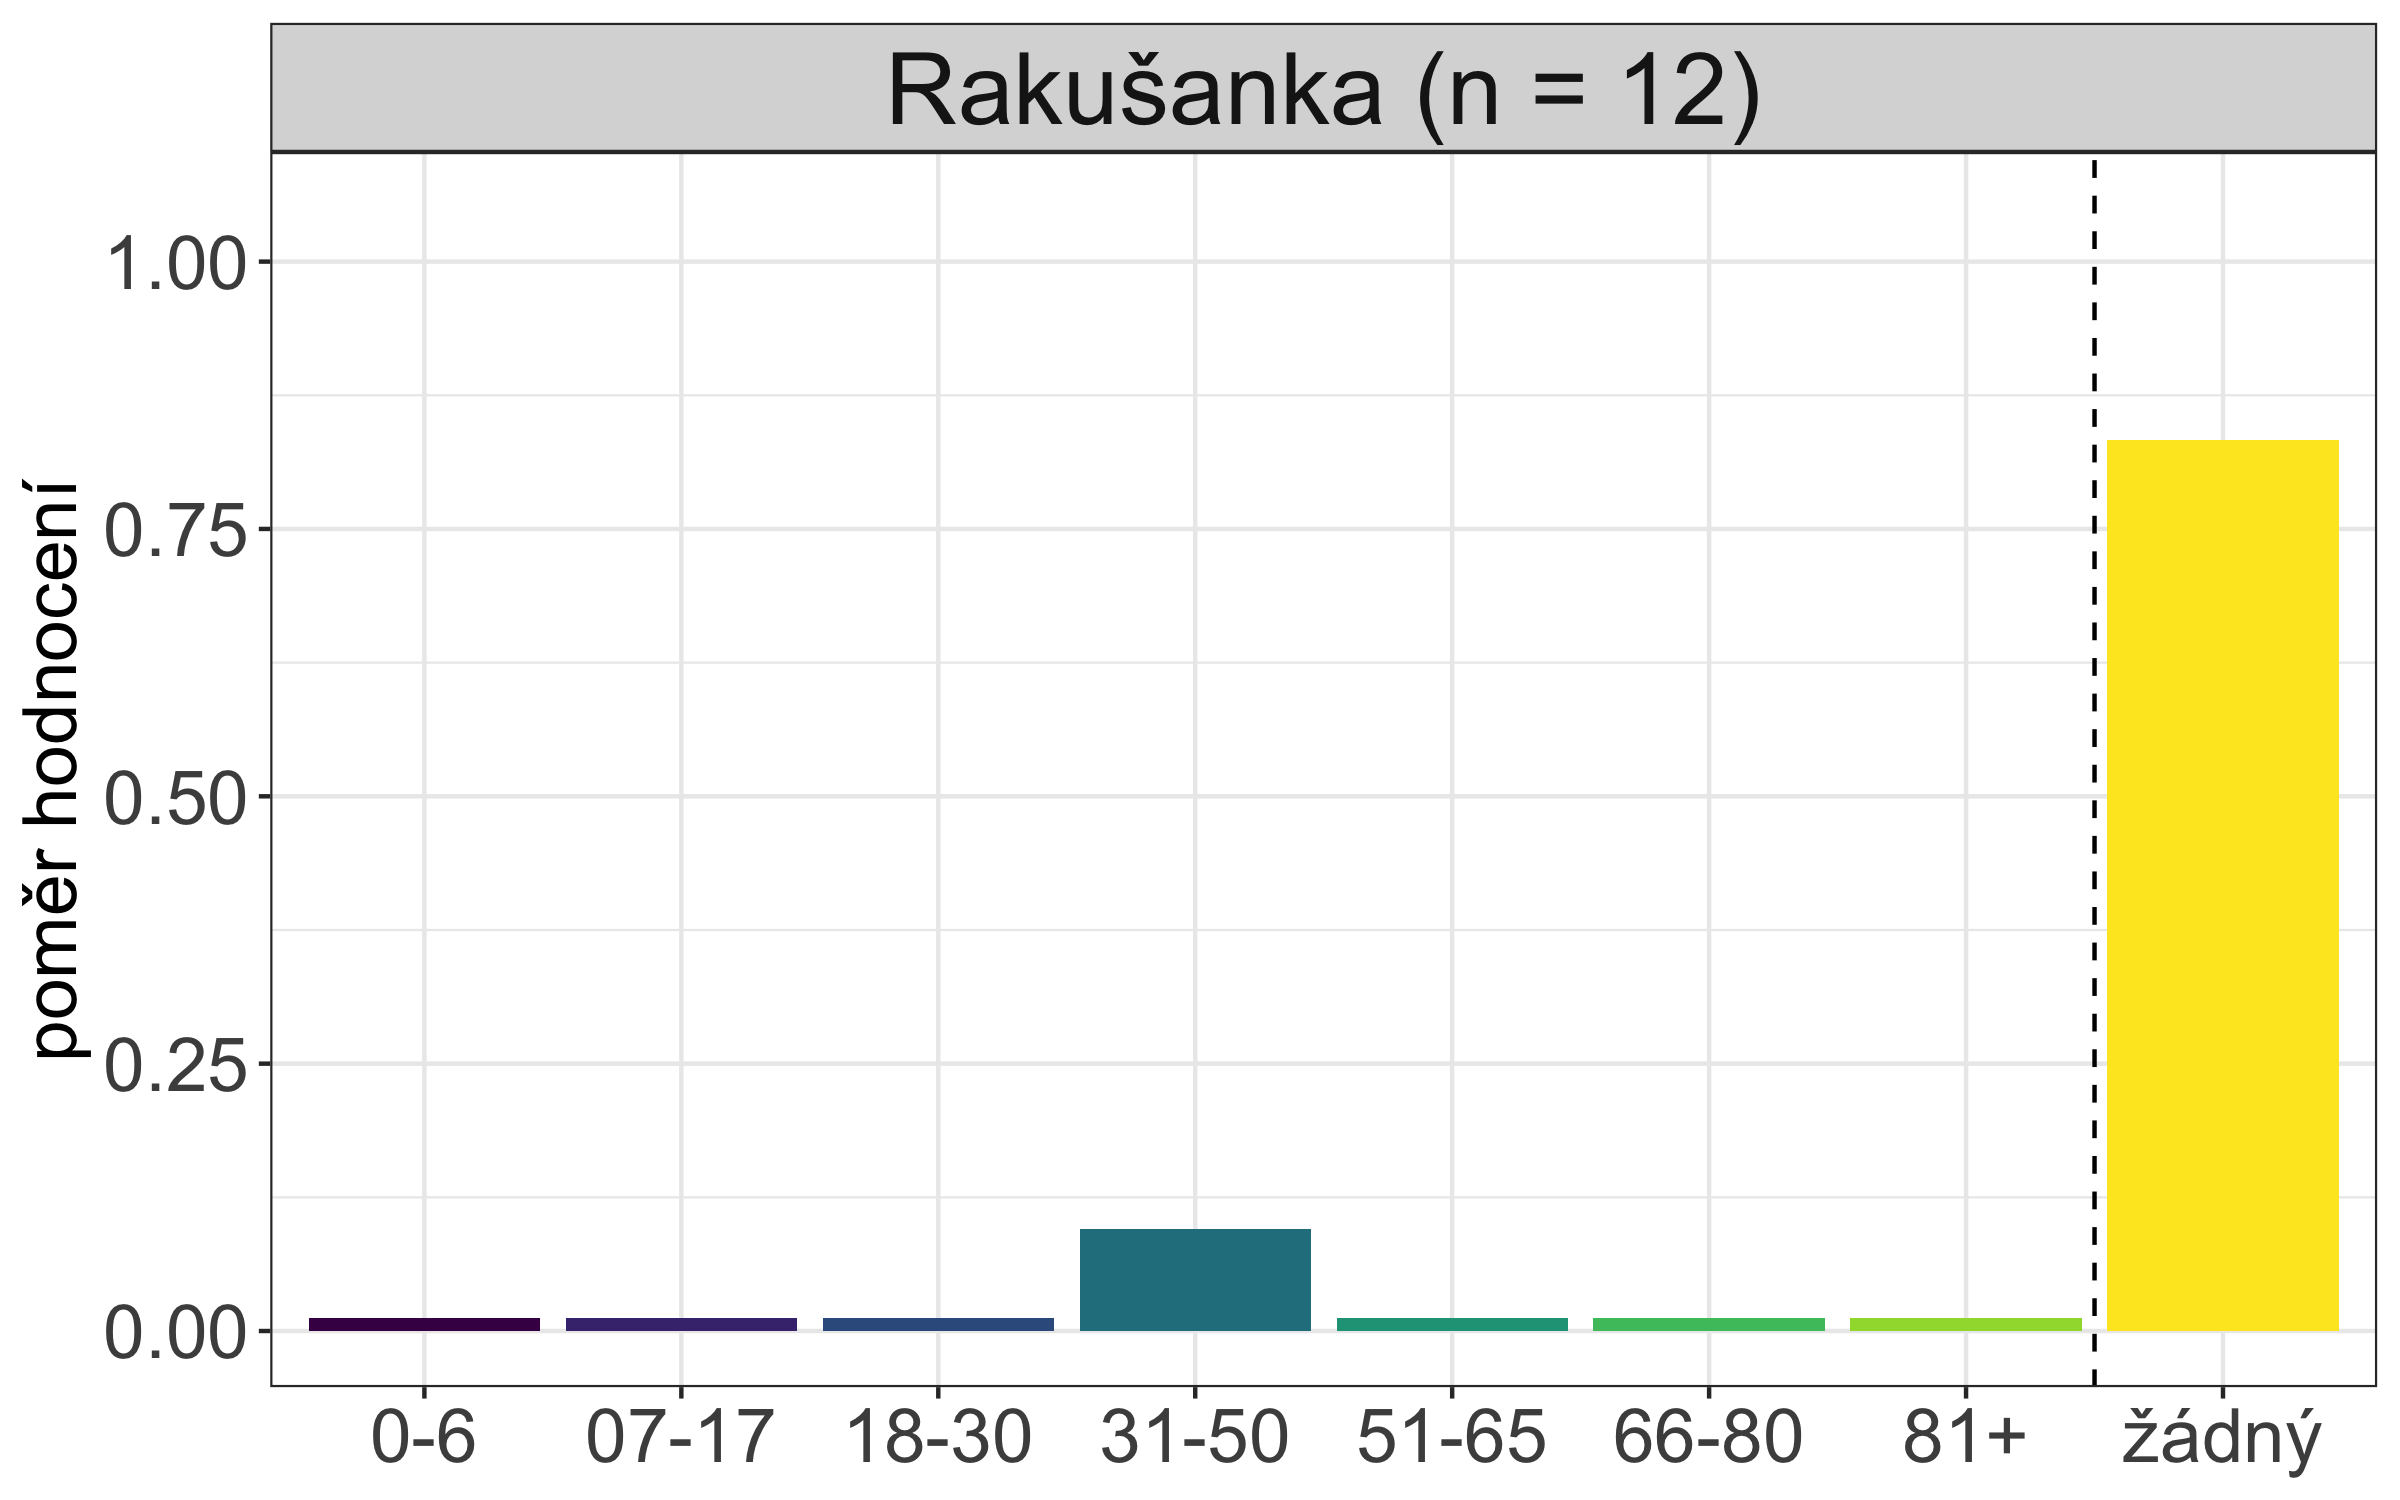 Rakušanka (n = 12)
poměr hodnocení
1.00
0.75
0.50
0.25
0.00
0-6 07-17 18-30 31-50 51-65 66-80 81+ žádný